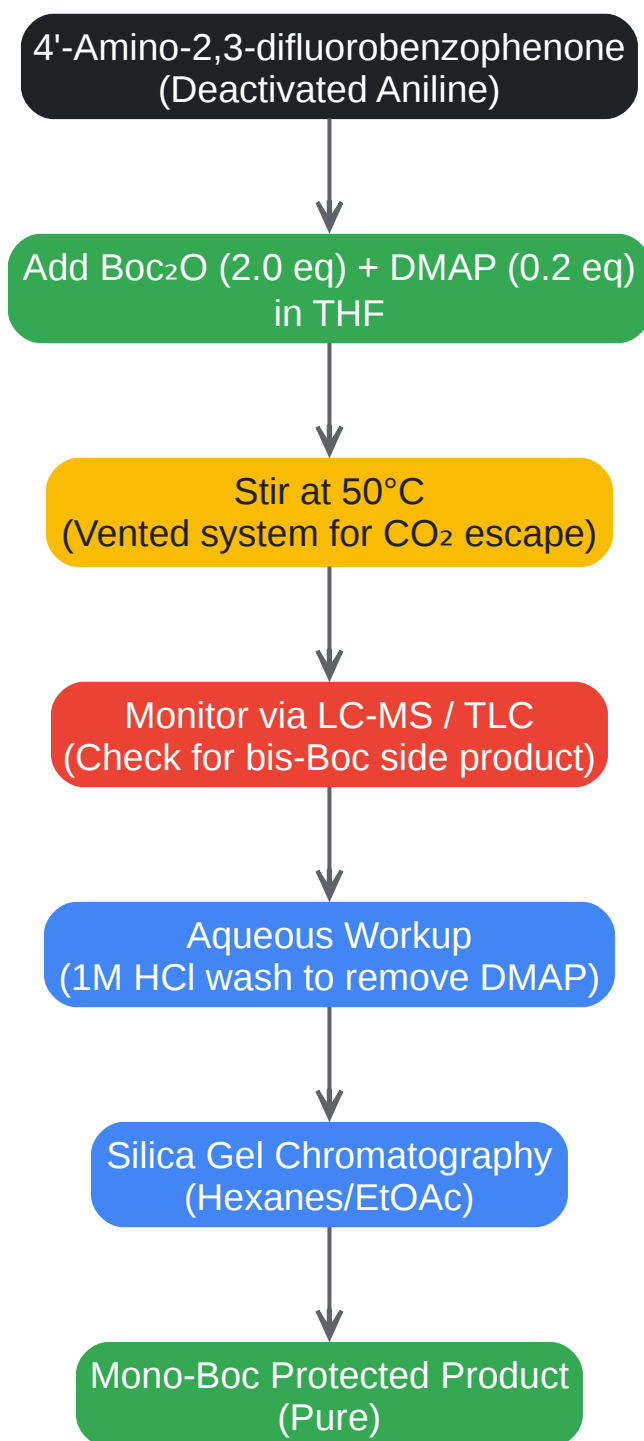 4'-Amino-2,3-difluorobenzophenone
(Deactivated Aniline)
Add Boc₂O (2.0 eq) + DMAP (0.2 eq)
in THF
Stir at 50°C
(Vented system for CO₂ escape)
Monitor via LC-MS / TLC
(Check for bis-Boc side product)
Aqueous Workup
(1M HCl wash to remove DMAP)
Silica Gel Chromatography
(Hexanes/EtOAc)
Mono-Boc Protected Product
(Pure)